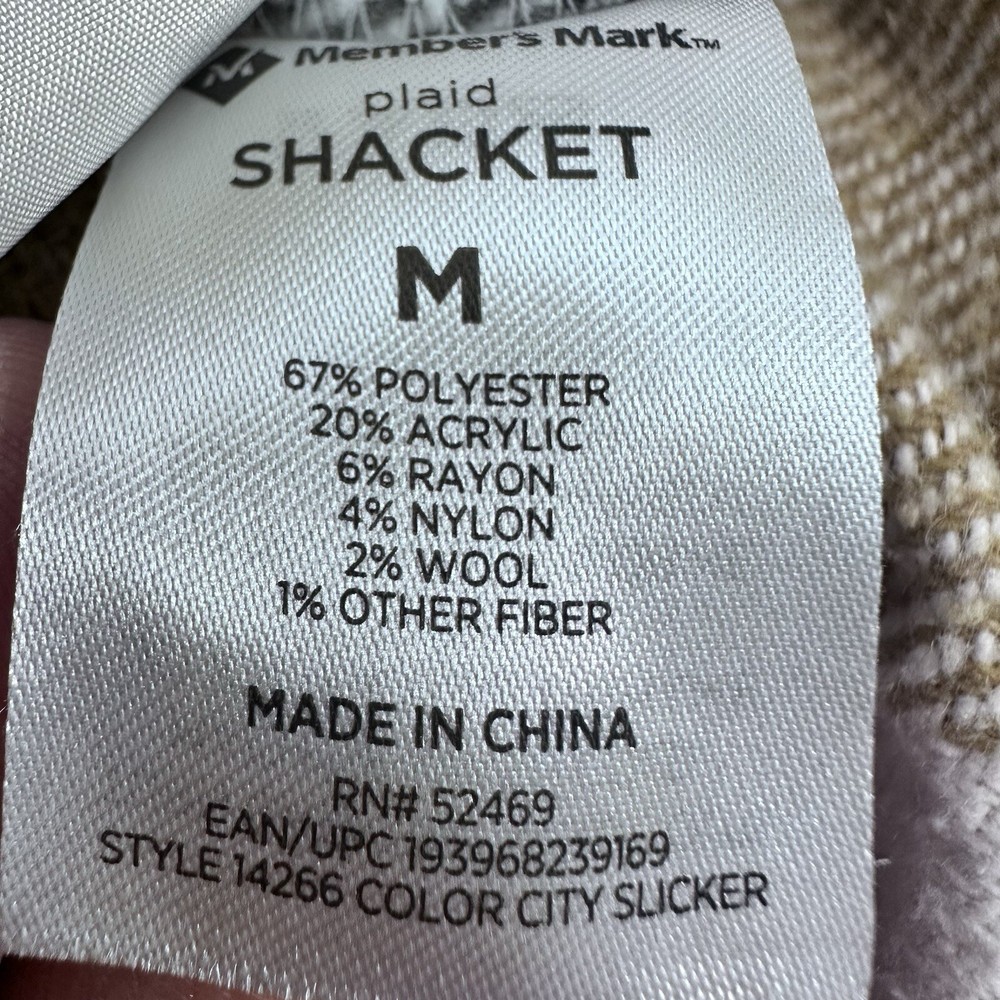 M Member's Mark™
plaid
SHACKET
M
67% POLYESTER
20% ACRYLIC
6% RAYON
4% NYLON
2% WOOL
1% OTHER FIBER
MADE IN CHINA
RN# 52469
EAN/UPC 193968239169
STYLE 14266 COLOR CITY SLICKER